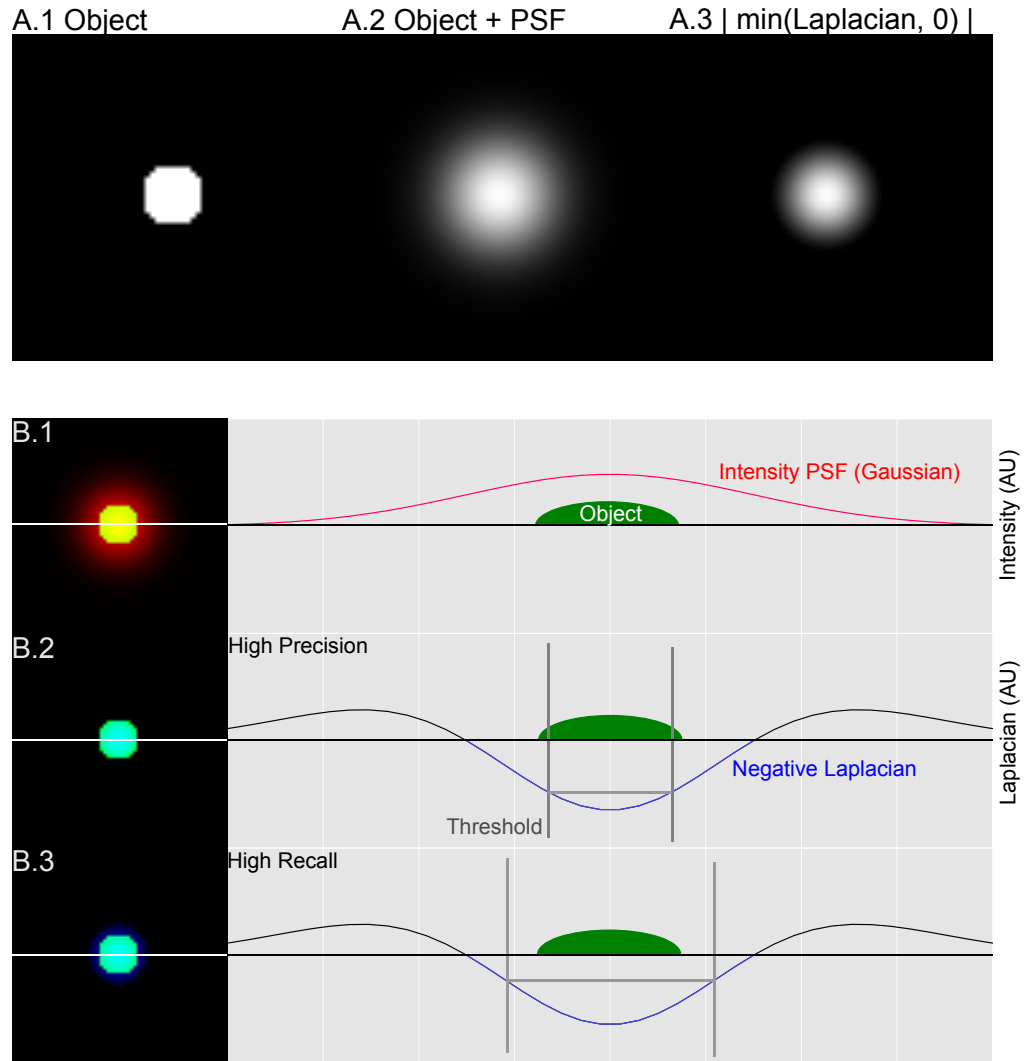 A.1 Object
A.2 Object + PSF
A.3 | min(Laplacian, 0) |
B.1
Intensity PSF (Gaussian)
Object
Intensity (AU)
B.2
High Precision
Negative Laplacian
Threshold
Laplacian (AU)
B.3
High Recall